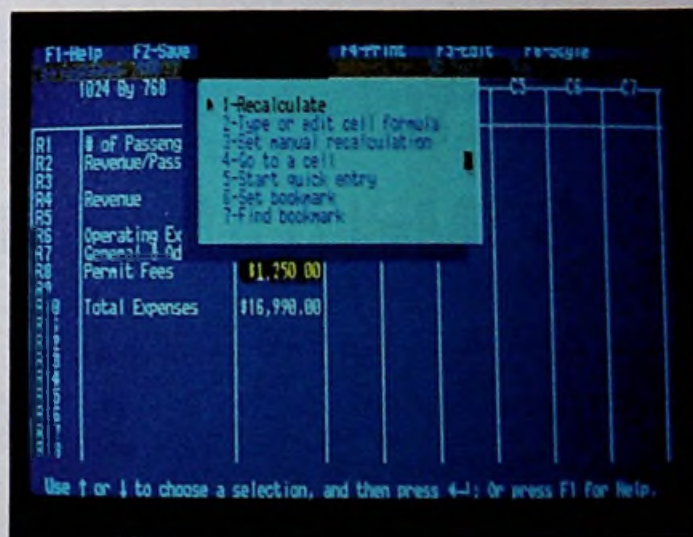 F1-Help F2-Save F4-Print F5-Edit F6-Style
1024 By 768
C5 C6 C7
1-Recalculate
2-Type or edit cell formula
3-Set manual recalculation
4-Go to a cell
5-Start quick entry
6-Set bookmark
7-Find bookmark
R1 # of Passeng
R2 Revenue/Pass
R3
R4 Revenue
R5
R6 Operating Ex
R7 General & Ad
R8 Permit Fees $1,250.00
R9
Total Expenses $16,990.00
Use ↑ or ↓ to choose a selection, and then press ←┘; Or press F1 for Help.